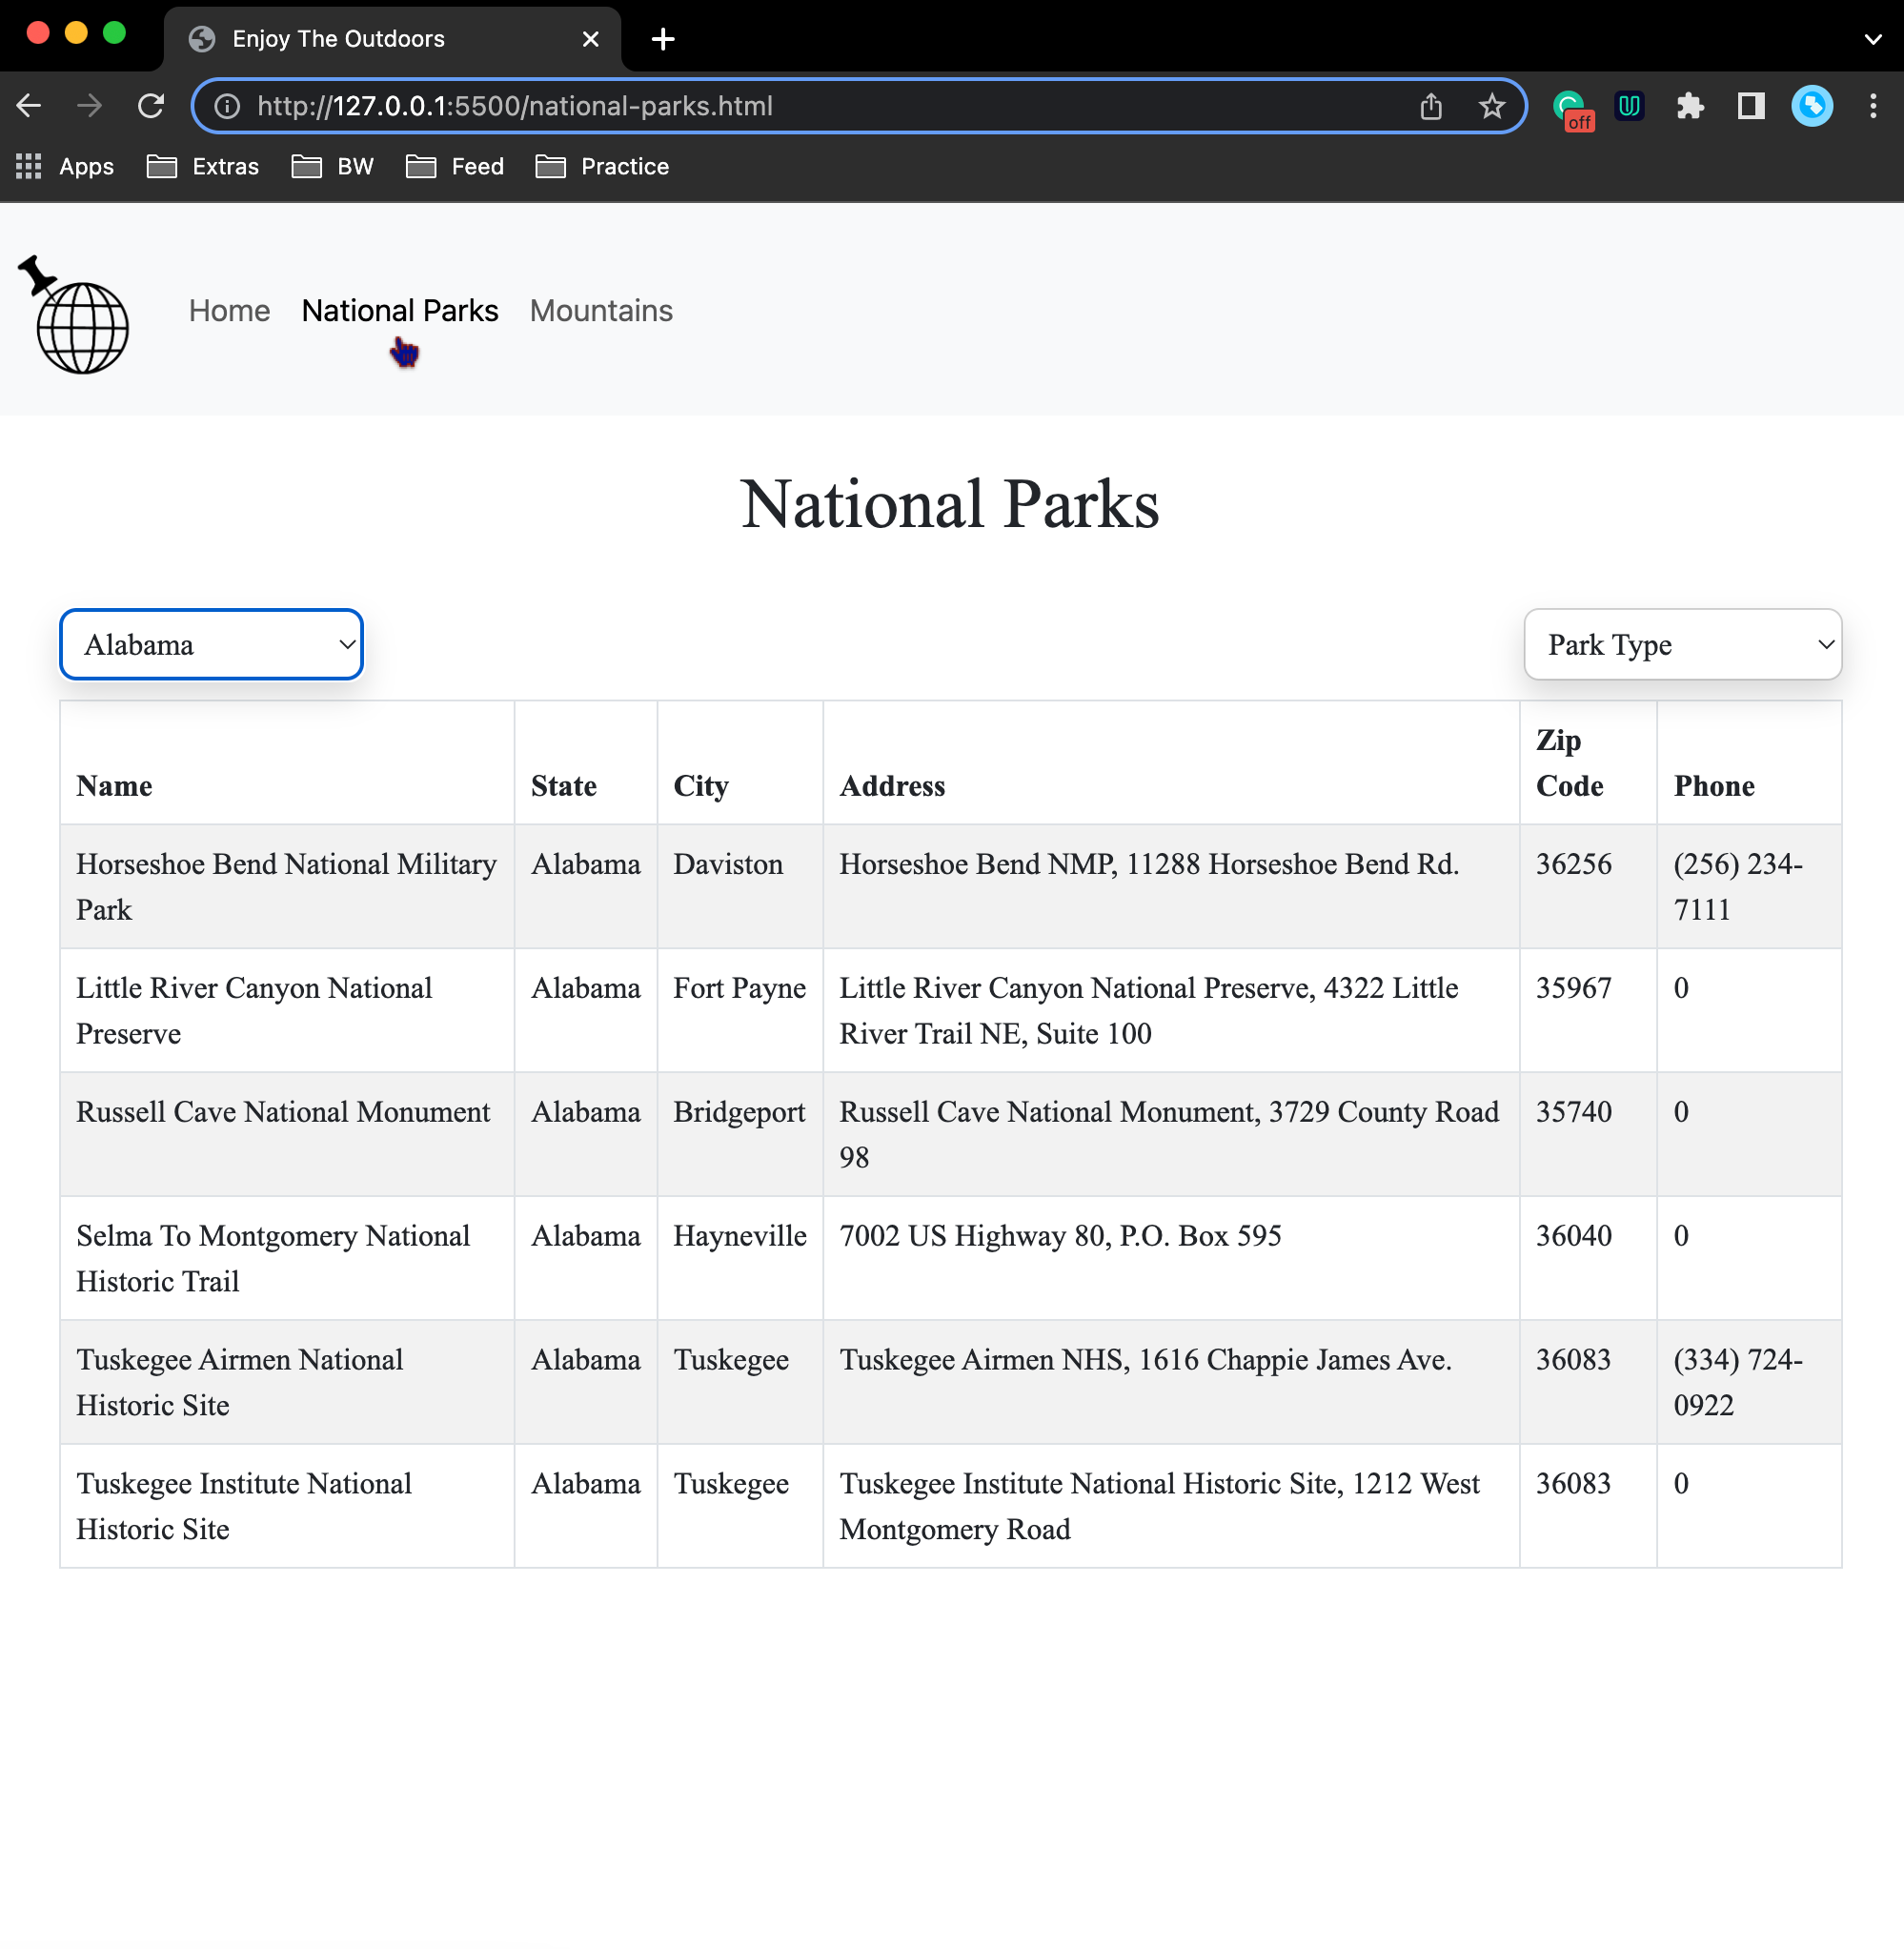 Enjoy The Outdoors
http://127.0.0.1:5500/national-parks.html
off
Apps Extras BW Feed Practice
Home National Parks Mountains
National Parks
Alabama Park Type
Name State City Address Zip Code Phone
Horseshoe Bend National Military Park Alabama Daviston Horseshoe Bend NMP, 11288 Horseshoe Bend Rd. 36256 (256) 234-7111
Little River Canyon National Preserve Alabama Fort Payne Little River Canyon National Preserve, 4322 Little River Trail NE, Suite 100 35967 0
Russell Cave National Monument Alabama Bridgeport Russell Cave National Monument, 3729 County Road 98 35740 0
Selma To Montgomery National Historic Trail Alabama Hayneville 7002 US Highway 80, P.O. Box 595 36040 0
Tuskegee Airmen National Historic Site Alabama Tuskegee Tuskegee Airmen NHS, 1616 Chappie James Ave. 36083 (334) 724-0922
Tuskegee Institute National Historic Site Alabama Tuskegee Tuskegee Institute National Historic Site, 1212 West Montgomery Road 36083 0